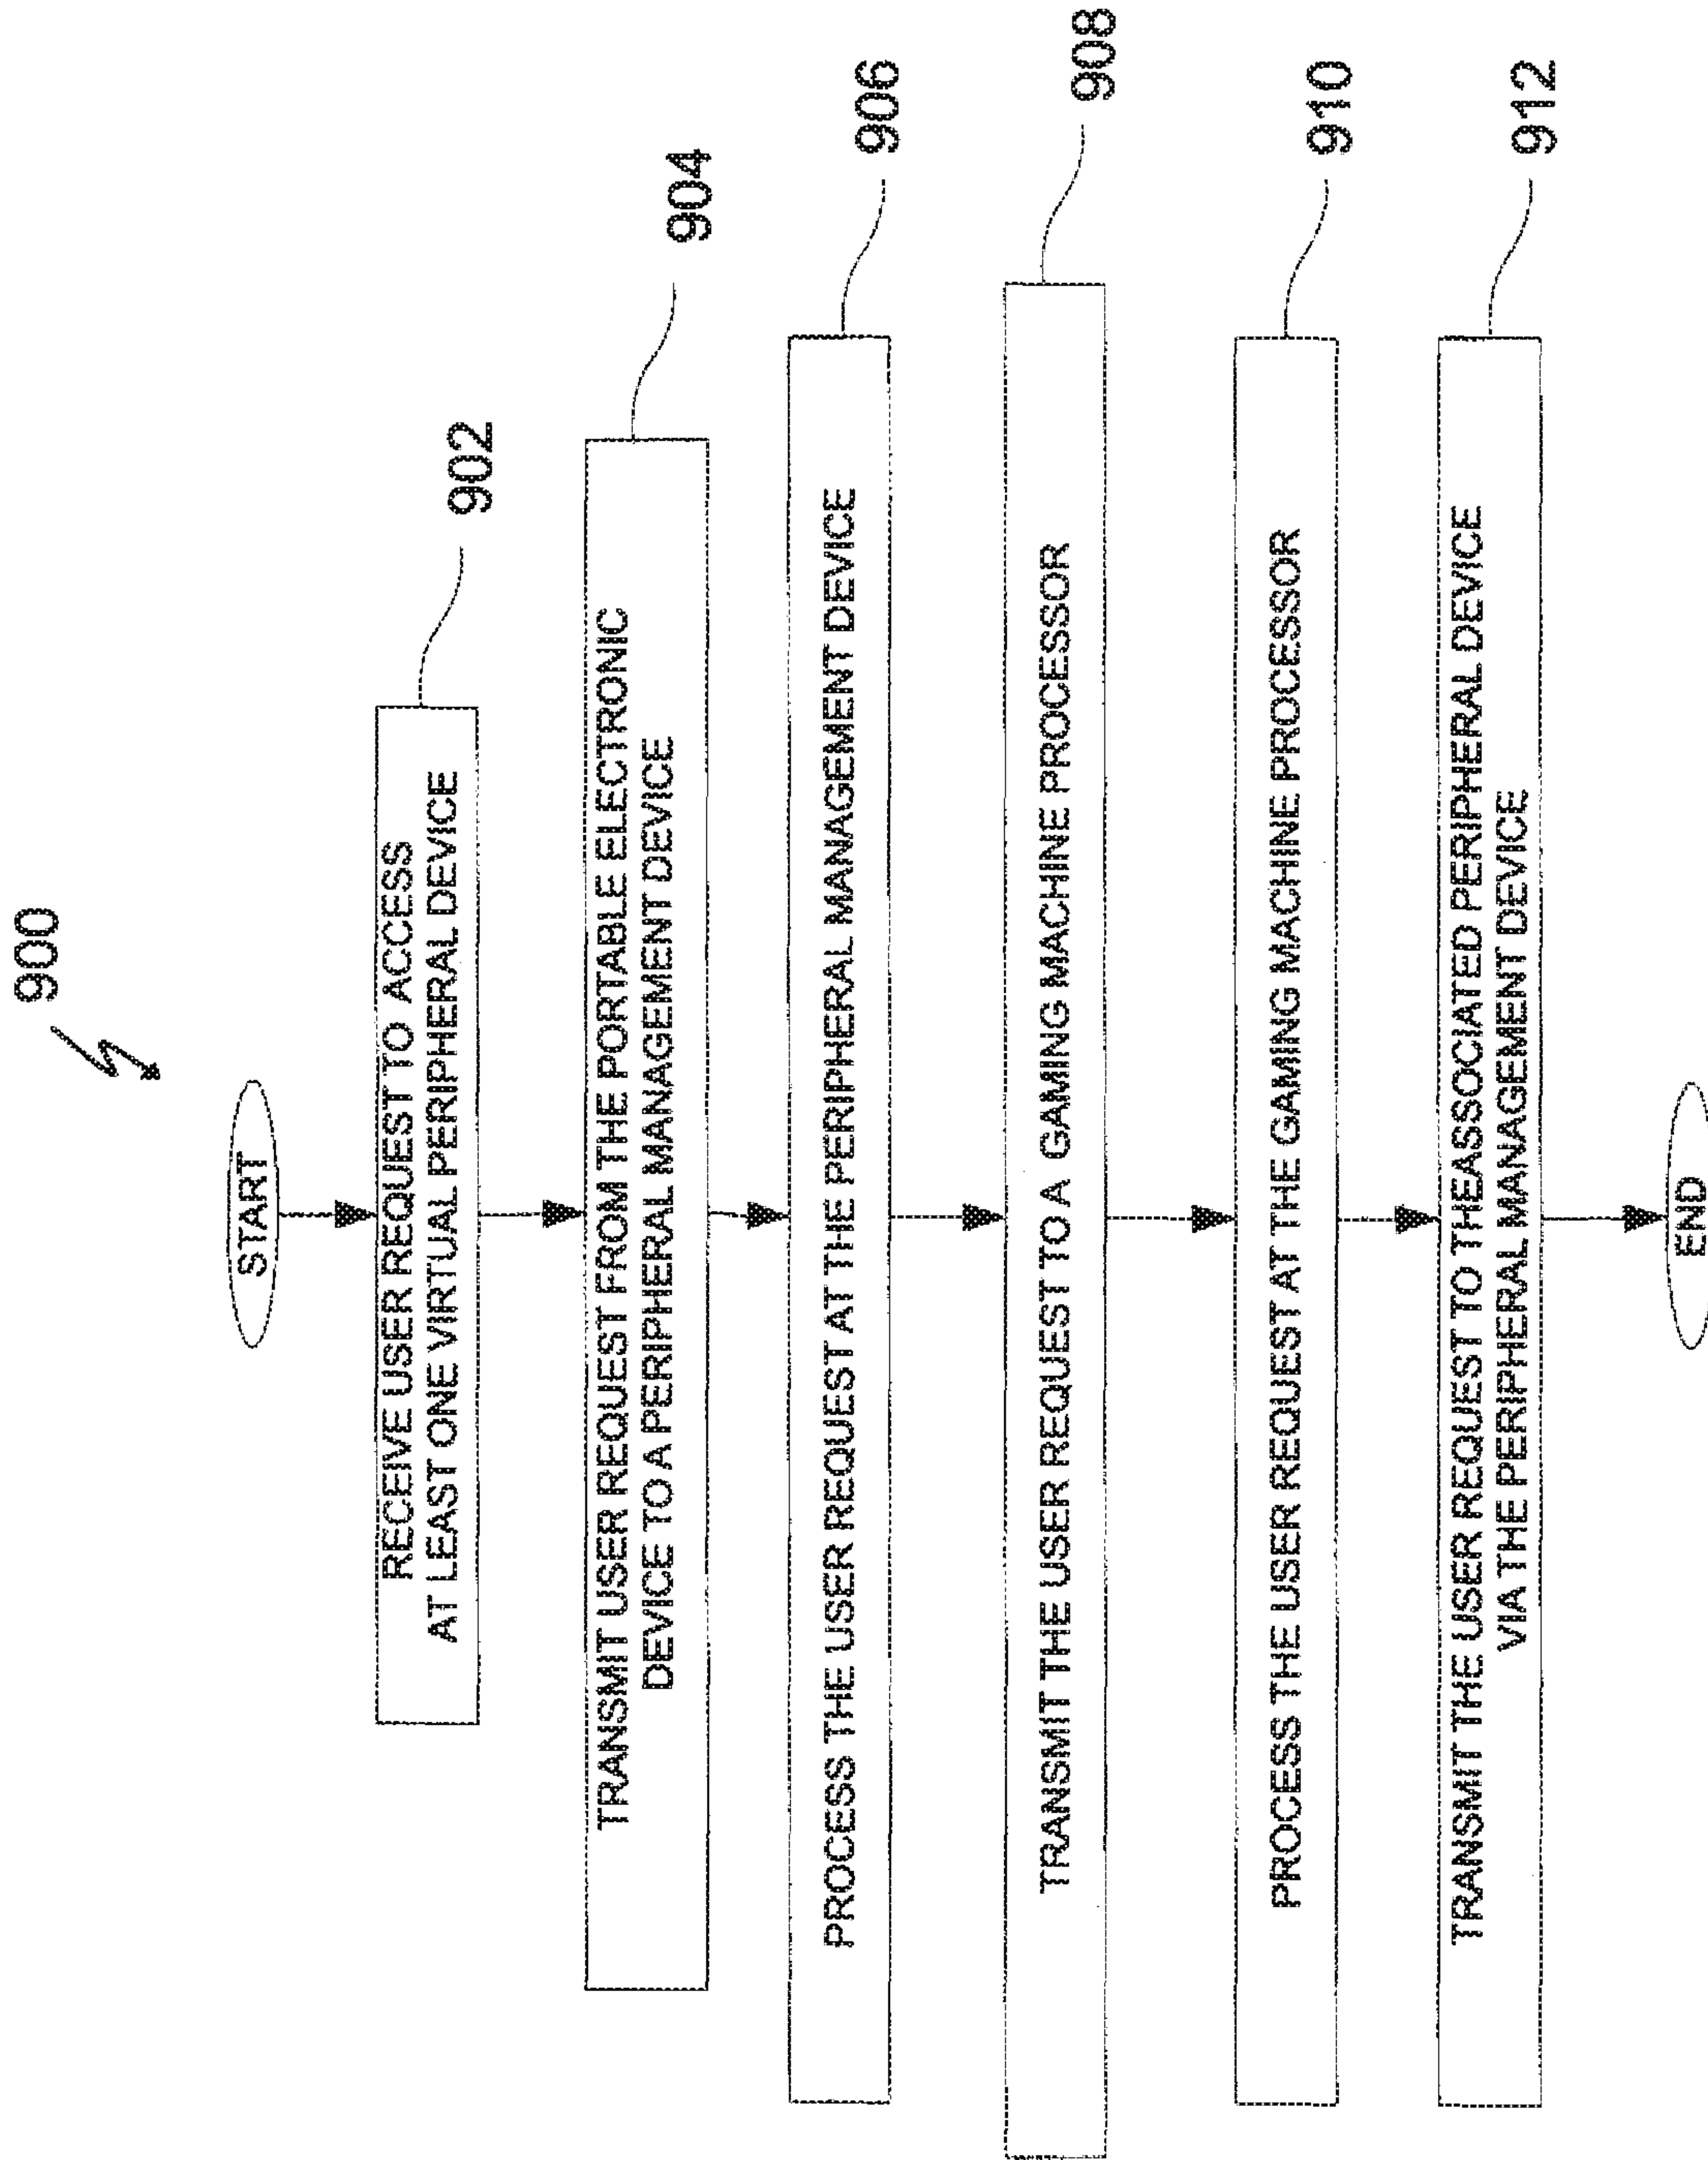 900
START
RECEIVE USER REQUEST TO ACCESS
AT LEAST ONE VIRTUAL PERIPHERAL DEVICE
902
TRANSMIT USER REQUEST FROM THE PORTABLE ELECTRONIC
DEVICE TO A PERIPHERAL MANAGEMENT DEVICE
904
PROCESS THE USER REQUEST AT THE PERIPHERAL MANAGEMENT DEVICE
906
TRANSMIT THE USER REQUEST TO A GAMING MACHINE PROCESSOR
908
PROCESS THE USER REQUEST AT THE GAMING MACHINE PROCESSOR
910
TRANSMIT THE USER REQUEST TO THEASSOCIATED PERIPHERAL DEVICE
VIA THE PERIPHERAL MANAGEMENT DEVICE
912
END